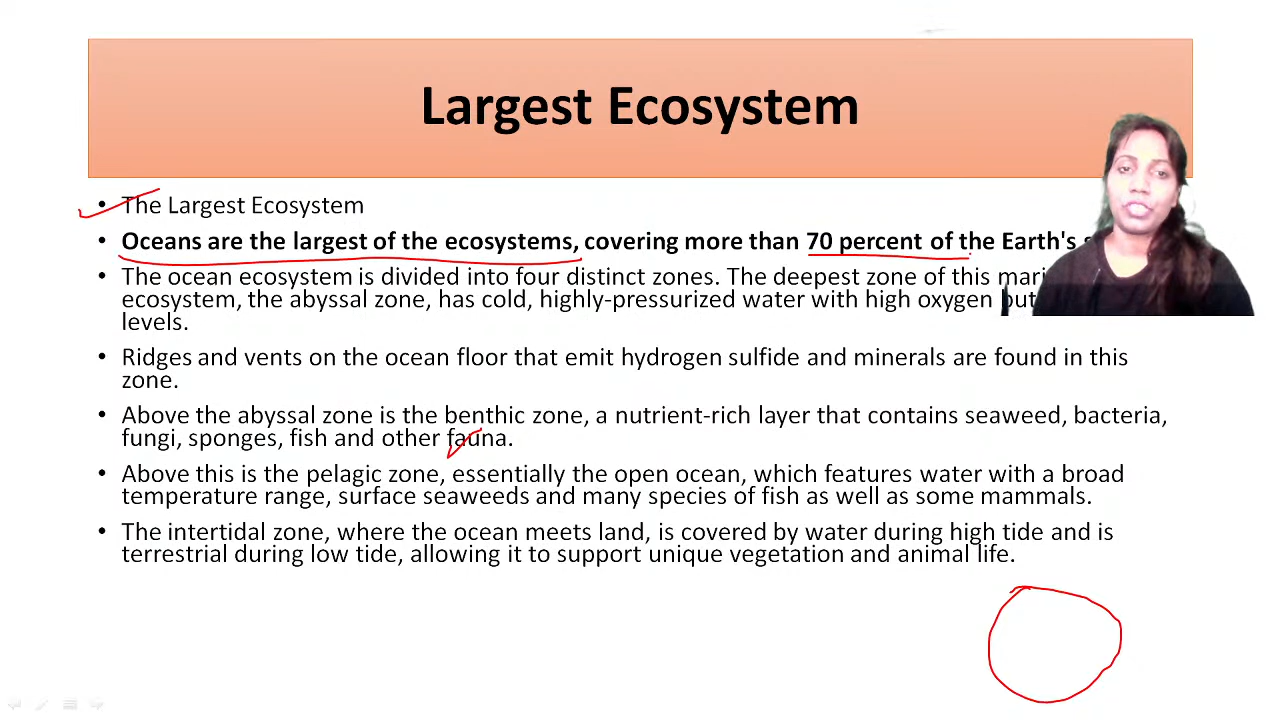 Largest Ecosystem
• The Largest Ecosystem
• Oceans are the largest of the ecosystems, covering more than 70 percent of the Earth's
• The ocean ecosystem is divided into four distinct zones. The deepest zone of this
ecosystem, the abyssal zone, has cold, highly-pressurized water with high oxygen but
levels.
• Ridges and vents on the ocean floor that emit hydrogen sulfide and minerals are found in this
zone.
• Above the abyssal zone is the benthic zone, a nutrient-rich layer that contains seaweed, bacteria,
fungi, sponges, fish and other fauna.
• Above this is the pelagic zone, essentially the open ocean, which features water with a broad
temperature range, surface seaweeds and many species of fish as well as some mammals.
• The intertidal zone, where the ocean meets land, is covered by water during high tide and is
terrestrial during low tide, allowing it to support unique vegetation and animal life.